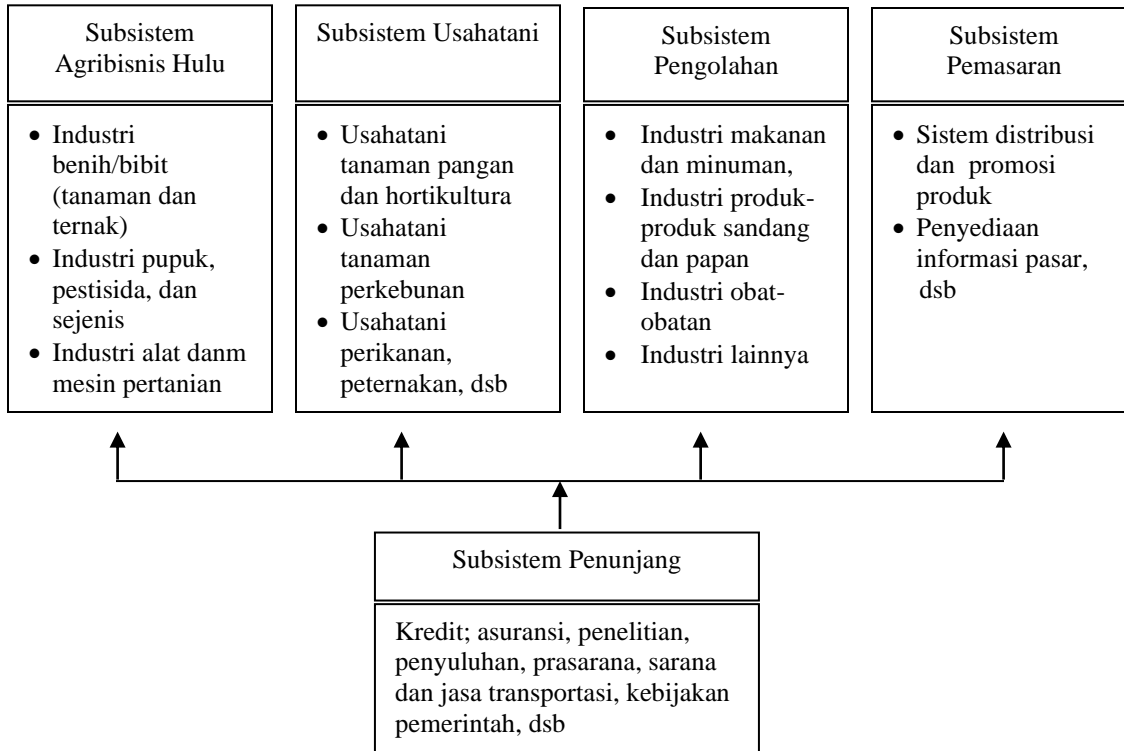 Subsistem
Agribisnis Hulu
• Industri
benih/bibit
(tanaman dan
ternak)
• Industri pupuk,
pestisida, dan
sejenis
• Industri alat danm
mesin pertanian
Subsistem Usahatani
• Usahatani
tanaman pangan
dan hortikultura
• Usahatani
tanaman
perkebunan
• Usahatani
perikanan,
peternakan, dsb
Subsistem
Pengolahan
• Industri makanan
dan minuman,
• Industri produk-
produk sandang
dan papan
• Industri obat-
obatan
• Industri lainnya
Subsistem
Pemasaran
• Sistem distribusi
dan promosi
produk
• Penyediaan
informasi pasar,
dsb
Subsistem Penunjang
Kredit; asuransi, penelitian,
penyuluhan, prasarana, sarana
dan jasa transportasi, kebijakan
pemerintah, dsb